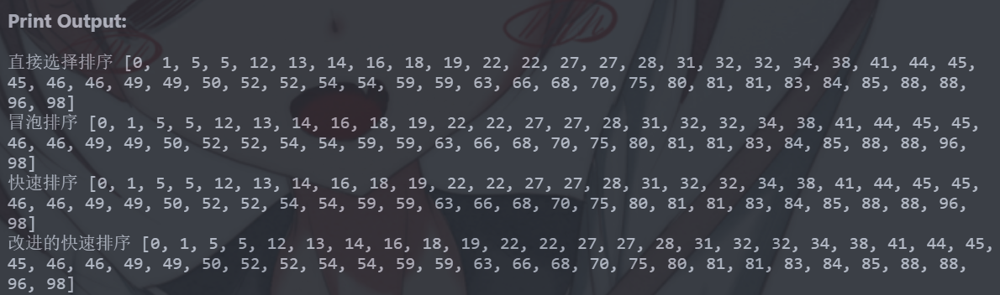 Print Output:
直接选择排序 [0, 1, 5, 5, 12, 13, 14, 16, 18, 19, 22, 22, 27, 27, 28, 31, 32, 32, 34, 38, 41, 44, 45,
45, 46, 46, 49, 49, 50, 52, 52, 54, 54, 59, 59, 63, 66, 68, 70, 75, 80, 81, 81, 83, 84, 85, 88, 88,
96, 98]
冒泡排序 [0, 1, 5, 5, 12, 13, 14, 16, 18, 19, 22, 22, 27, 27, 28, 31, 32, 32, 34, 38, 41, 44, 45, 45,
46, 46, 49, 49, 50, 52, 52, 54, 54, 59, 59, 63, 66, 68, 70, 75, 80, 81, 81, 83, 84, 85, 88, 88, 96,
98]
快速排序 [0, 1, 5, 5, 12, 13, 14, 16, 18, 19, 22, 22, 27, 27, 28, 31, 32, 32, 34, 38, 41, 44, 45, 45,
46, 46, 49, 49, 50, 52, 52, 54, 54, 59, 59, 63, 66, 68, 70, 75, 80, 81, 81, 83, 84, 85, 88, 88, 96,
98]
改进的快速排序 [0, 1, 5, 5, 12, 13, 14, 16, 18, 19, 22, 22, 27, 27, 28, 31, 32, 32, 34, 38, 41, 44, 45,
45, 46, 46, 49, 49, 50, 52, 52, 54, 54, 59, 59, 63, 66, 68, 70, 75, 80, 81, 81, 83, 84, 85, 88, 88,
96, 98]